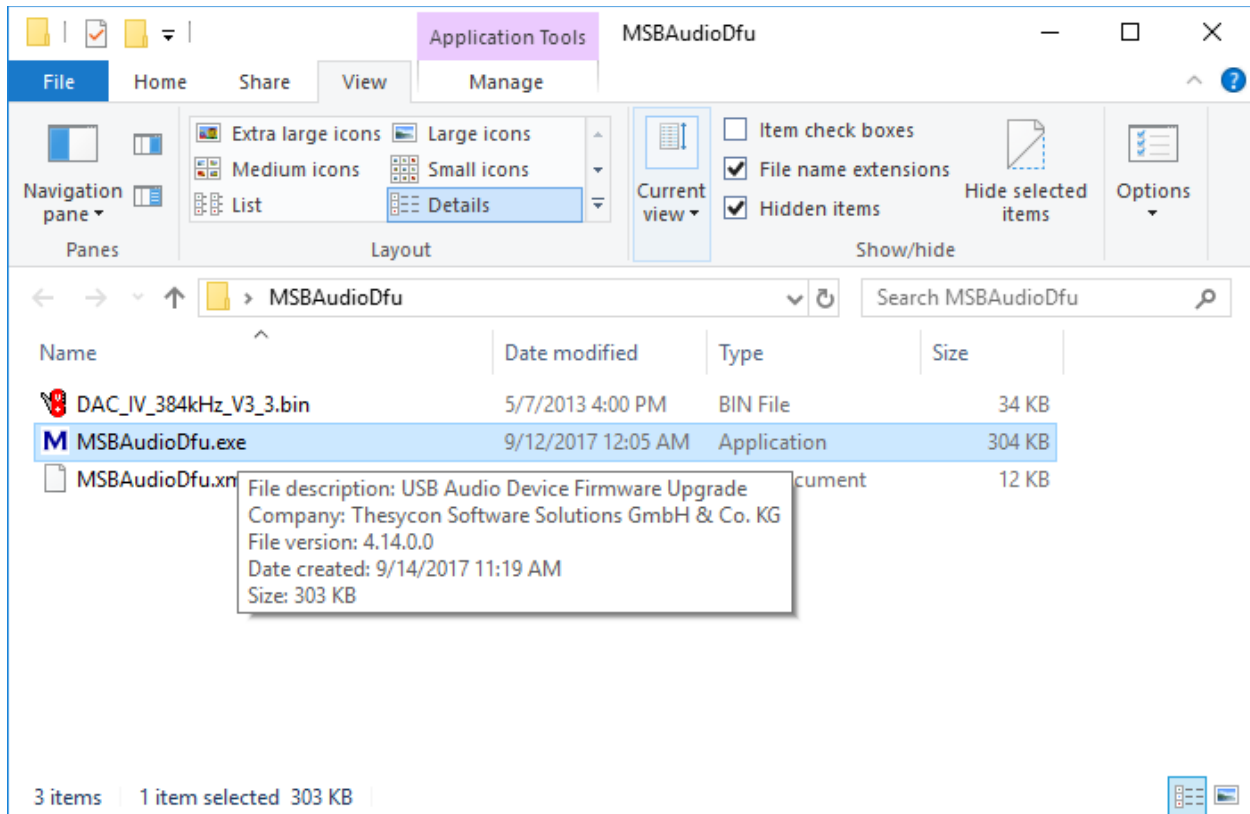 Application Tools MSBAudioDfu
File Home Share View Manage
Extra large icons Large icons
Medium icons Small icons
List Details
Navigation pane
Current view
Item check boxes
File name extensions
Hidden items
Hide selected items
Options
Panes Layout Show/hide
MSBAudioDfu Search MSBAudioDfu
Name Date modified Type Size
DAC_IV_384kHz_V3_3.bin 5/7/2013 4:00 PM BIN File 34 KB
M MSBAudioDfu.exe 9/12/2017 12:05 AM Application 304 KB
MSBAudioDfu.xm cument 12 KB
File description: USB Audio Device Firmware Upgrade
Company: Thesycon Software Solutions GmbH & Co. KG
File version: 4.14.0.0
Date created: 9/14/2017 11:19 AM
Size: 303 KB
3 items 1 item selected 303 KB